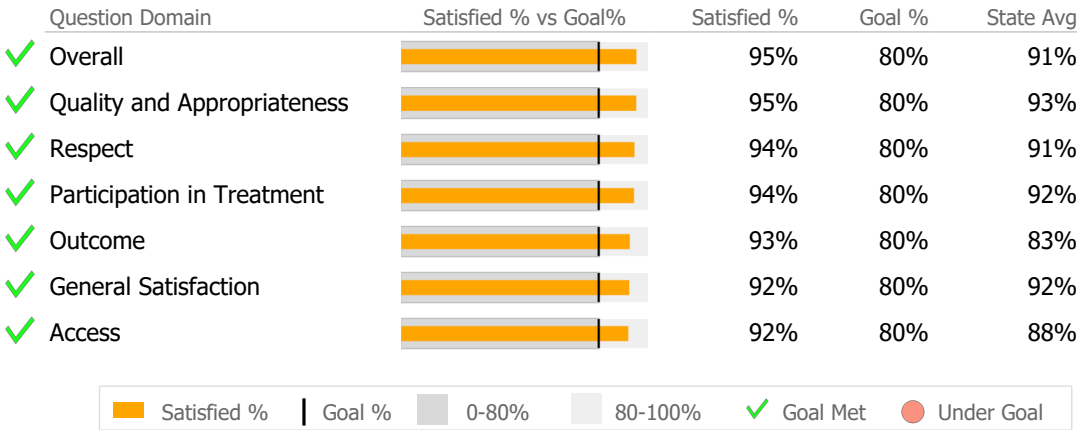 Question Domain Satisfied % vs Goal% Satisfied % Goal % State Avg
Overall 95% 80% 91%
Quality and Appropriateness 95% 80% 93%
Respect 94% 80% 91%
Participation in Treatment 94% 80% 92%
Outcome 93% 80% 83%
General Satisfaction 92% 80% 92%
Access 92% 80% 88%
Satisfied % Goal % 0-80% 80-100% Goal Met Under Goal